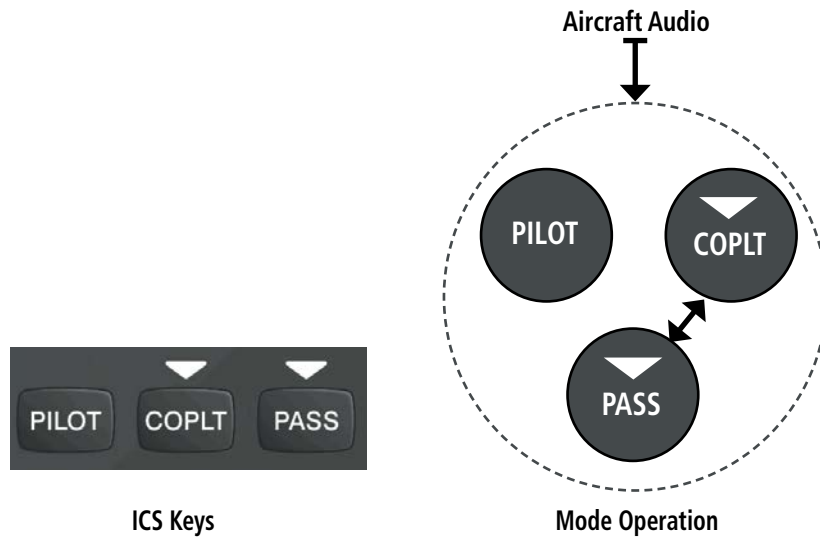 Aircraft Audio
PILOT
COPLT
PASS
PILOT COPLT PASS
ICS Keys
Mode Operation